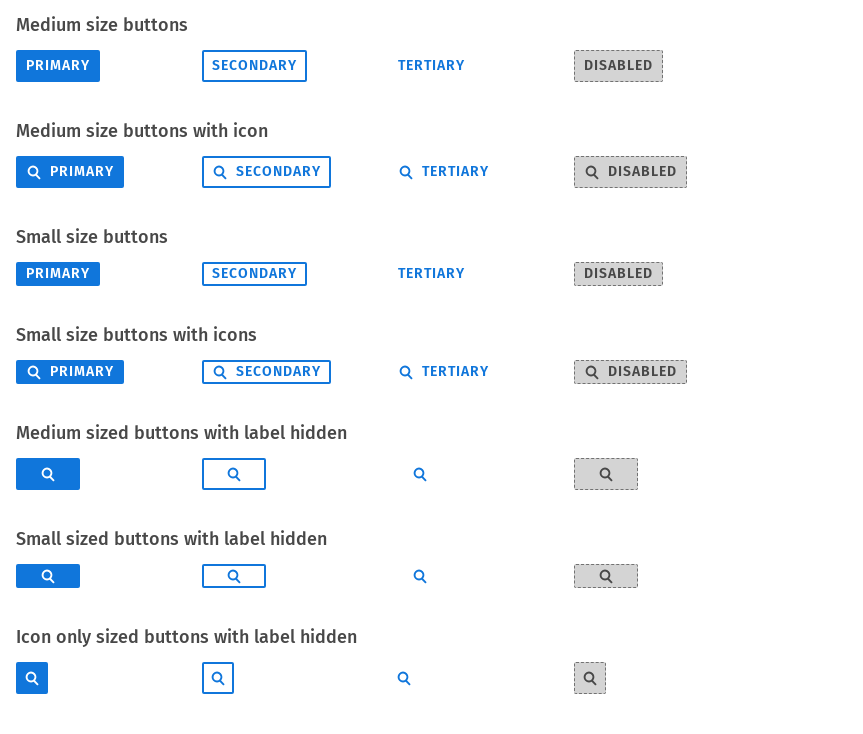 Medium size buttons
PRIMARY SECONDARY TERTIARY DISABLED
Medium size buttons with icon
PRIMARY SECONDARY TERTIARY DISABLED
Small size buttons
PRIMARY SECONDARY TERTIARY DISABLED
Small size buttons with icons
PRIMARY SECONDARY TERTIARY DISABLED
Medium sized buttons with label hidden
Small sized buttons with label hidden
Icon only sized buttons with label hidden